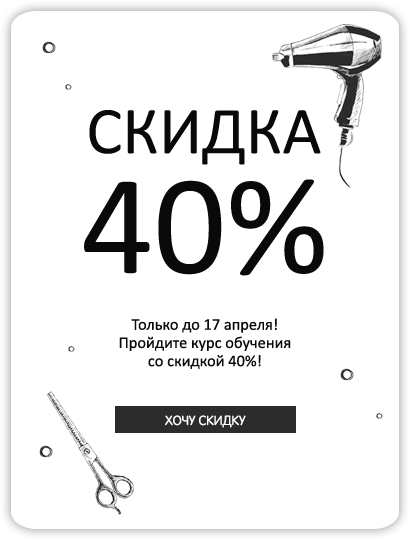 СКИДКА
40%
Только до 17 апреля!
Пройдите курс обучения
со скидкой 40%!
ХОЧУ СКИДКУ